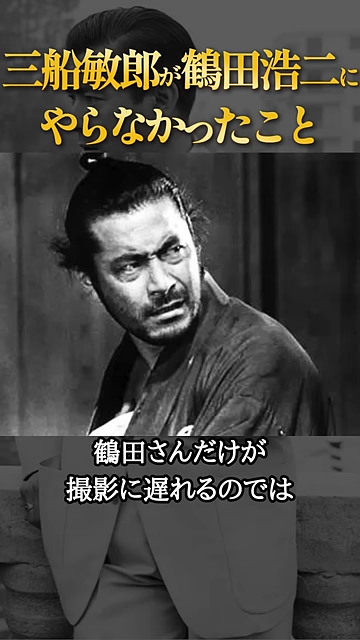 三船敏郎が鶴田浩二に
やらなかったこと
鶴田さんだけが
撮影に遅れるのでは